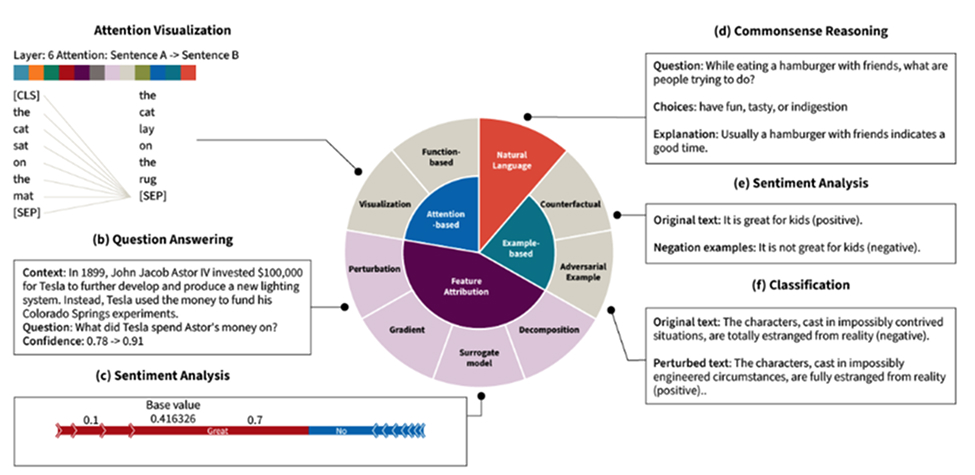 Attention Visualization
Layer: 6 Attention: Sentence A -> Sentence B
[CLS]
the
cat
sat
on
the
mat
[SEP]
the
cat
lay
on
the
rug
[SEP]
(b) Question Answering
Context: In 1899, John Jacob Astor IV invested $100,000
for Tesla to further develop and produce a new lighting
system. Instead, Tesla used the money to fund his
Colorado Springs experiments.
Question: What did Tesla spend Astor's money on?
Confidence: 0.78 -> 0.91
(c) Sentiment Analysis
Base value
0.1
0.416326
0.7
Great
No
Function-
based
Natural
Language
Visualization
Attention
-based
Counterfactual
Example-
based
Perturbation
Feature
Attribution
Adversarial
Example
Gradient
Surrogate
model
Decomposition
(d) Commonsense Reasoning
Question: While eating a hamburger with friends, what are
people trying to do?
Choices: have fun, tasty, or indigestion
Explanation: Usually a hamburger with friends indicates a
good time.
(e) Sentiment Analysis
Original text: It is great for kids (positive).
Negation examples: It is not great for kids (negative).
(f) Classification
Original text: The characters, cast in impossibly contrived
situations, are totally estranged from reality (negative).
Perturbed text: The characters, cast in impossibly
engineered circumstances, are fully estranged from reality
(positive)..